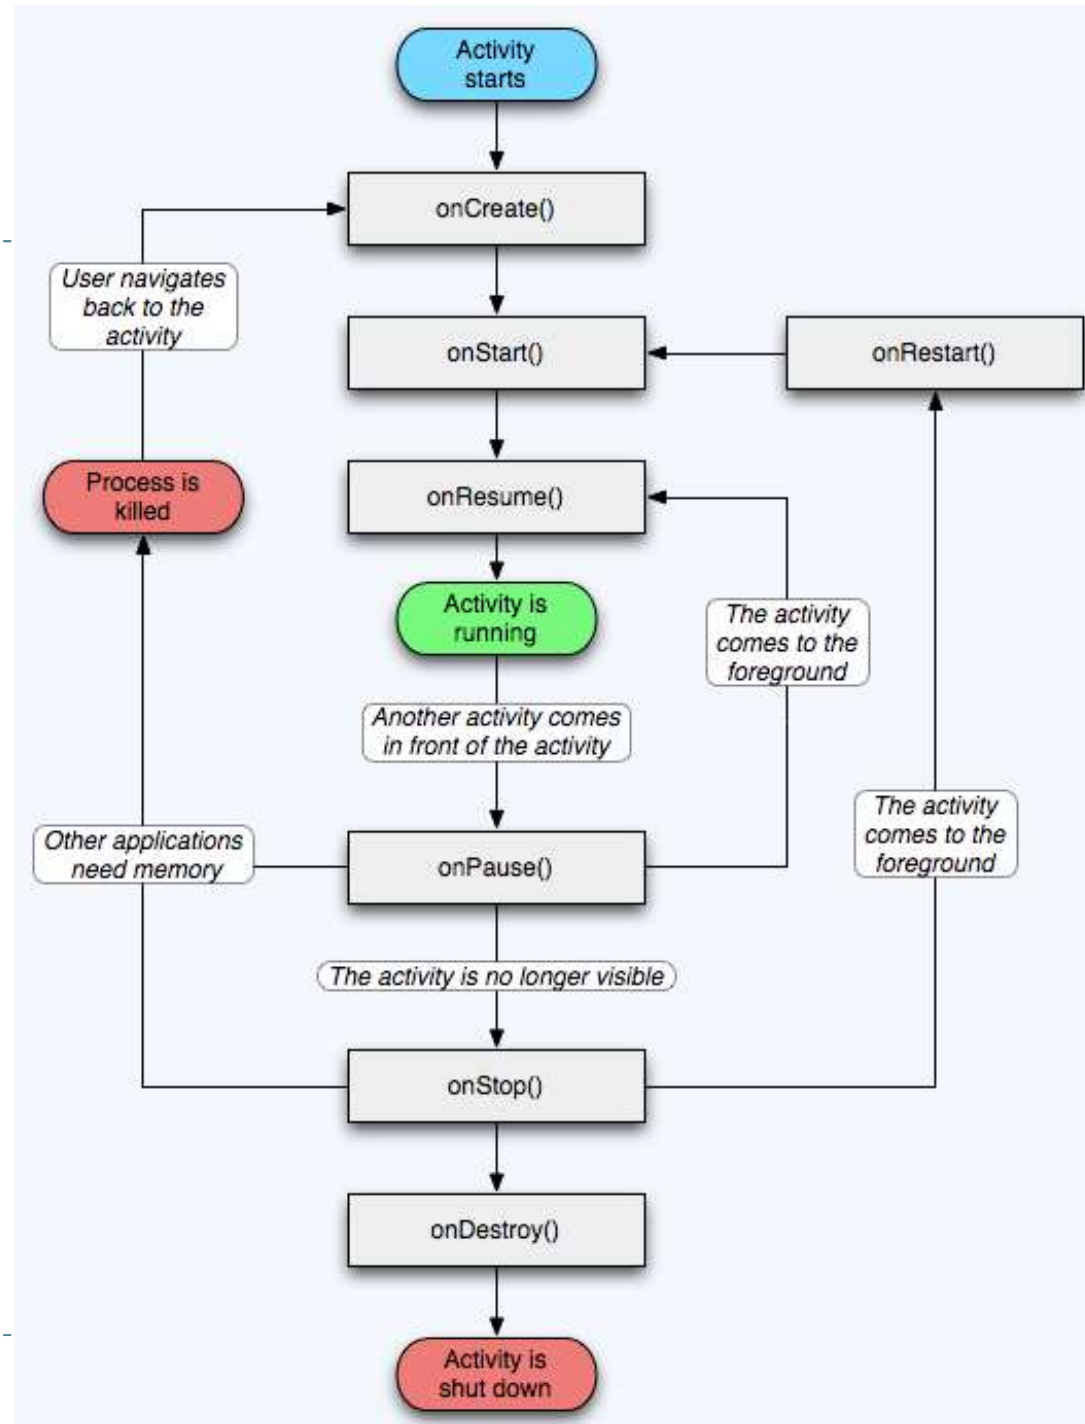 Activity
starts
onCreate()
User navigates
back to the
activity
onStart()
onRestart()
Process is
killed
onResume()
Activity is
running
The activity
comes to the
foreground
Another activity comes
in front of the activity
The activity
comes to the
foreground
Other applications
need memory
onPause()
The activity is no longer visible
onStop()
onDestroy()
Activity is
shut down